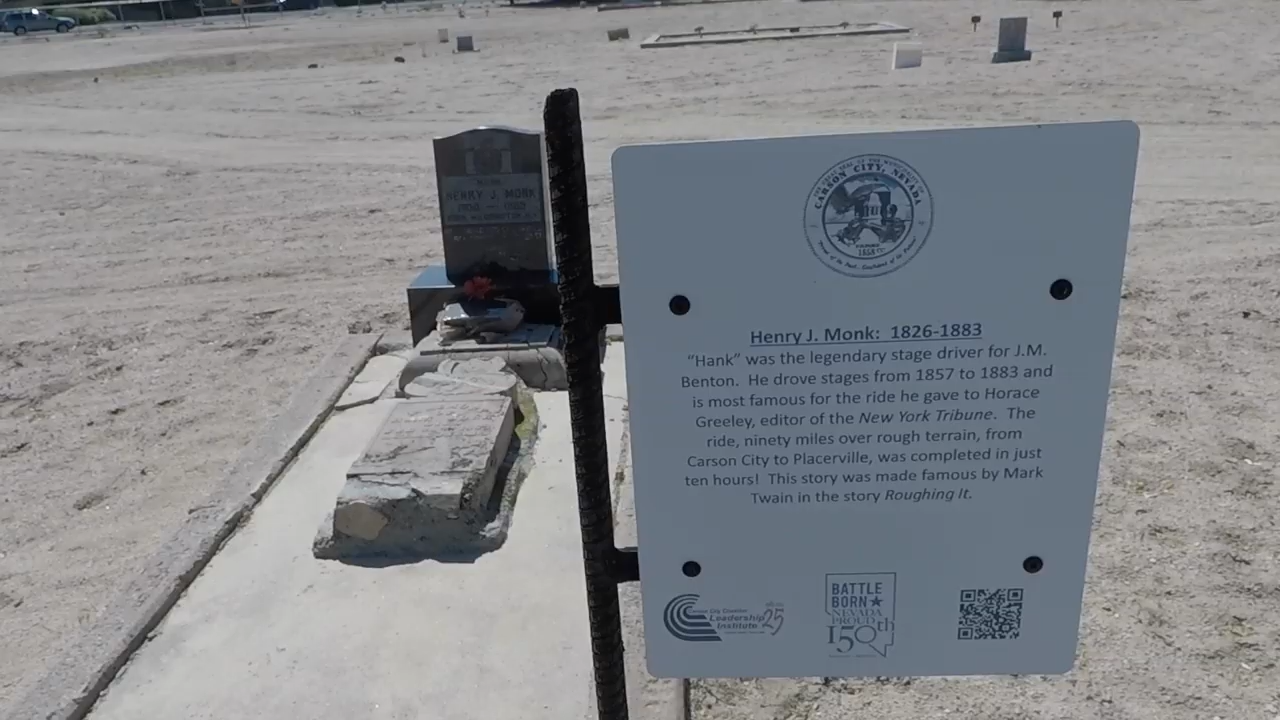 HENRY J. MONK
CARSON CITY, NEVADA
1858
Henry J. Monk: 1826-1883
"Hank" was the legendary stage driver for J.M.
Benton. He drove stages from 1857 to 1883 and
is most famous for the ride he gave to Horace
Greeley, editor of the New York Tribune. The
ride, ninety miles over rough terrain, from
Carson City to Placerville, was completed in just
ten hours! This story was made famous by Mark
Twain in the story Roughing It.
Leadership
Institute
25
BATTLE
BORN
NEVADA
PROUD
150th